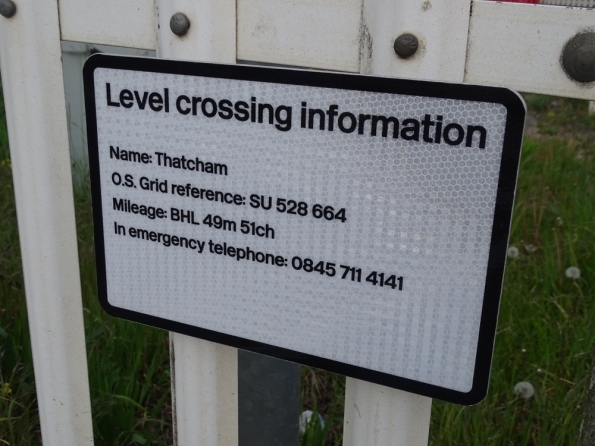 Level crossing information
Name: Thatcham
O.S. Grid reference: SU 528 664
Mileage: BHL 49m 51ch
In emergency telephone: 0845 711 4141